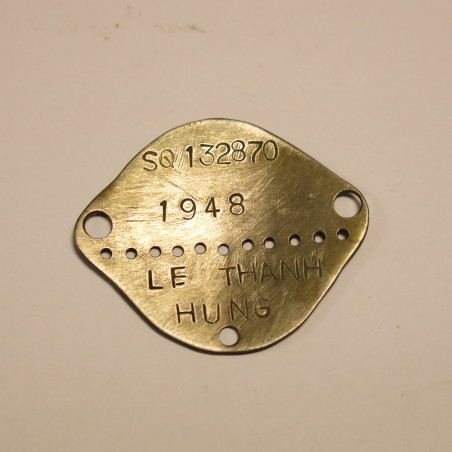 SQ/132870
1948
LE THANH
HUNG